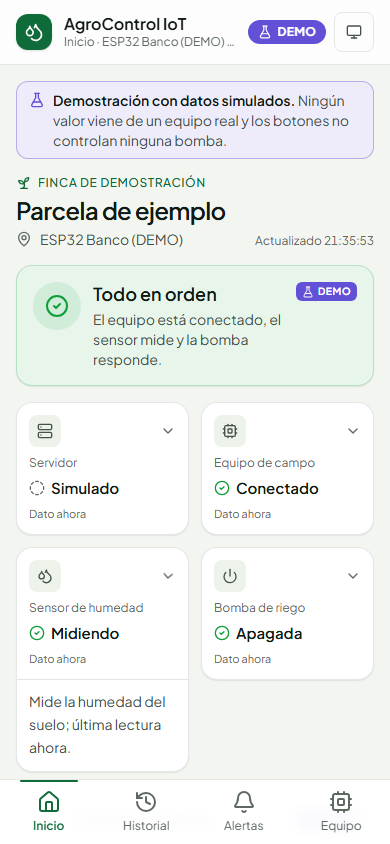 AgroControl IoT
Inicio · ESP32 Banco (DEMO) ...
DEMO
Demostración con datos simulados. Ningún
valor viene de un equipo real y los botones no
controlan ninguna bomba.
FINCA DE DEMOSTRACIÓN
Parcela de ejemplo
ESP32 Banco (DEMO)
Actualizado 21:35:53
Todo en orden
DEMO
El equipo está conectado, el
sensor mide y la bomba
responde.
Servidor
Simulado
Dato ahora
Equipo de campo
Conectado
Dato ahora
Sensor de humedad
Midiendo
Dato ahora
Mide la humedad del
suelo; última lectura
ahora.
Bomba de riego
Apagada
Dato ahora
Inicio
Historial
Alertas
Equipo